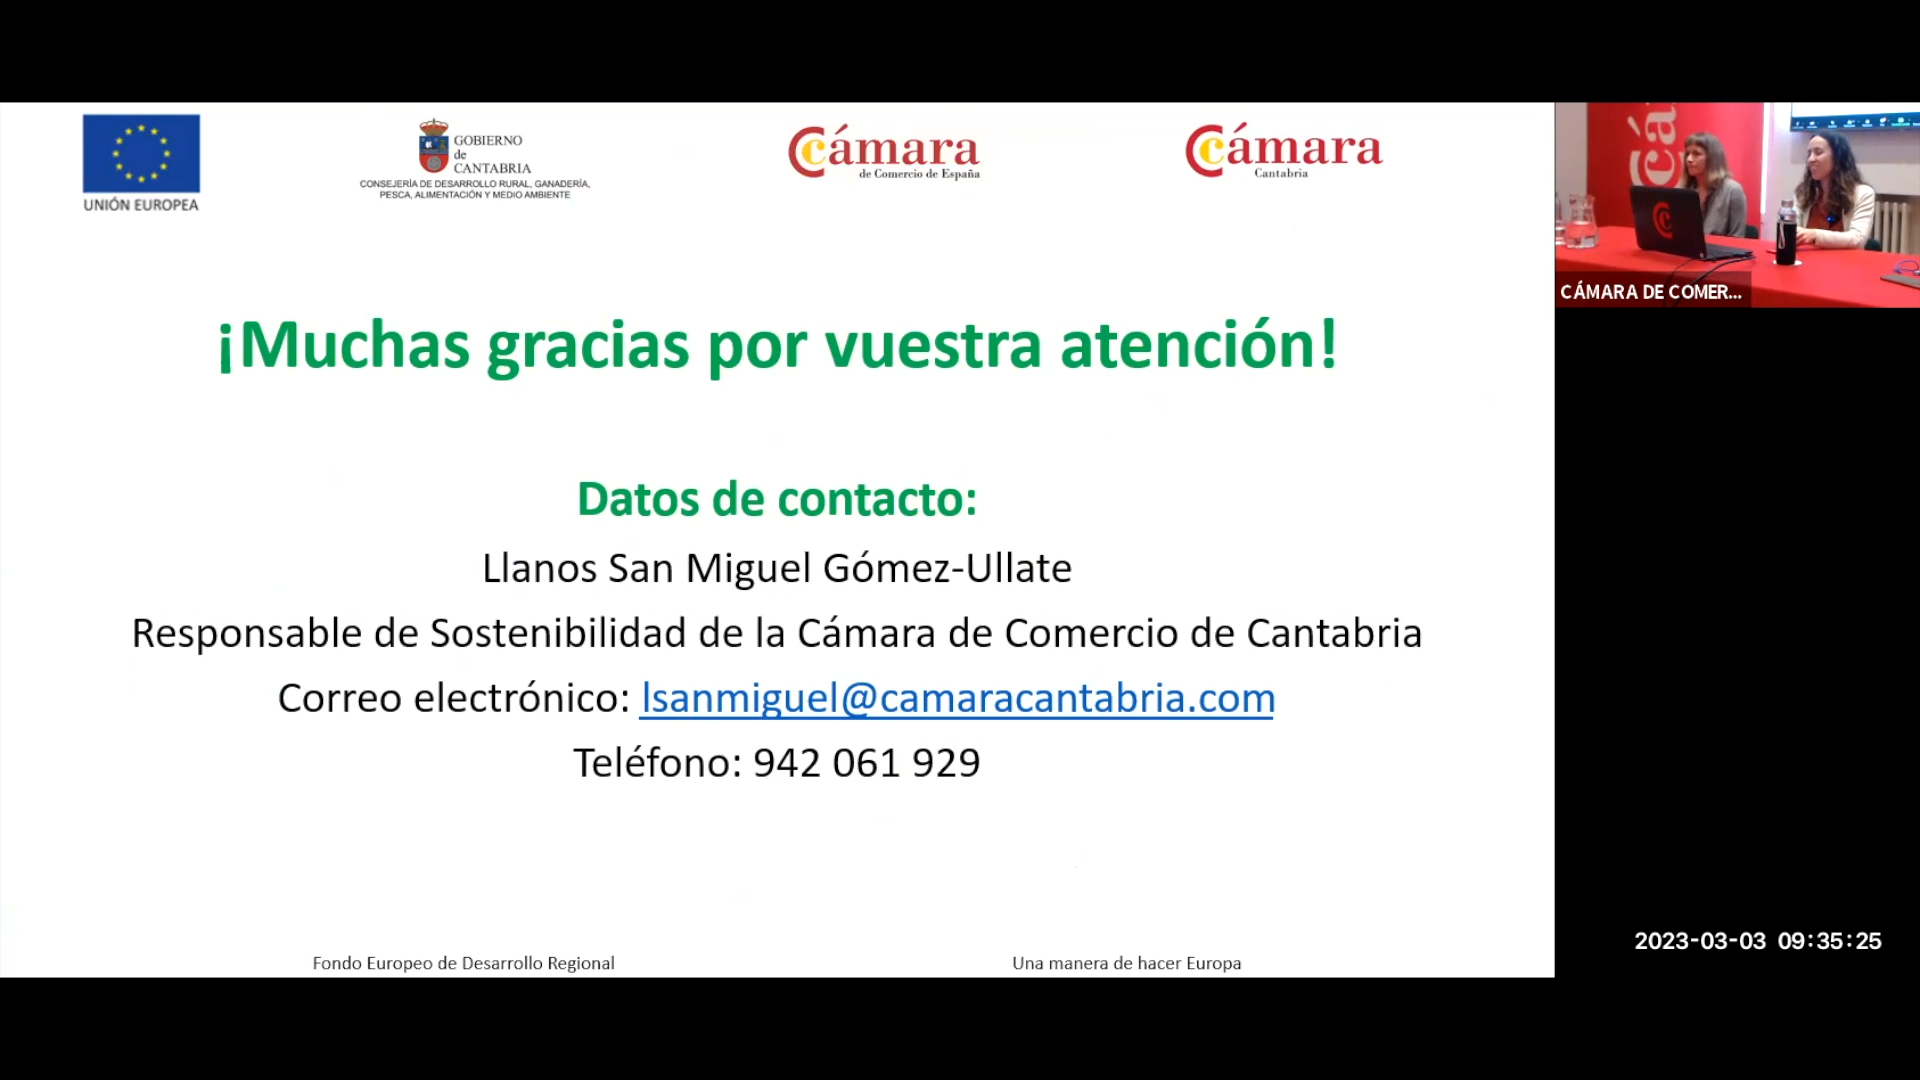 UNIÓN EUROPEA
GOBIERNO
de
CANTABRIA
CONSEJERÍA DE DESARROLLO RURAL, GANADERÍA,
PESCA, ALIMENTACIÓN Y MEDIO AMBIENTE
Cámara
de Comercio de España
Cámara
Cantabria
cá
CÁMARA DE COMER...
¡Muchas gracias por vuestra atención!
Datos de contacto:
Llanos San Miguel Gómez-Ullate
Responsable de Sostenibilidad de la Cámara de Comercio de Cantabria
Correo electrónico: lsanmiguel@camaracantabria.com
Teléfono: 942 061 929
2023-03-03 09:35:25
Fondo Europeo de Desarrollo Regional
Una manera de hacer Europa